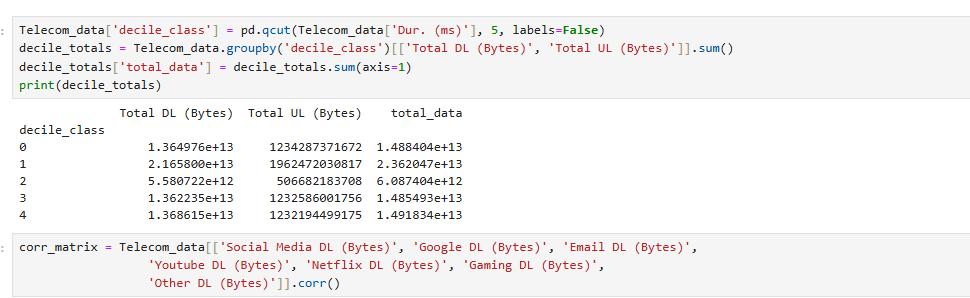 Telecom_data['decile_class'] = pd.qcut(Telecom_data['Dur. (ms)'], 5, labels=False)
decile_totals = Telecom_data.groupby('decile_class')[['Total DL (Bytes)', 'Total UL (Bytes)']].sum()
decile_totals['total_data'] = decile_totals.sum(axis=1)
print(decile_totals)
Total DL (Bytes) Total UL (Bytes) total_data
decile_class
0 1.364976e+13 1234287371672 1.488404e+13
1 2.165800e+13 1962472030817 2.362047e+13
2 5.580722e+12 506682183708 6.087404e+12
3 1.362235e+13 1232586001756 1.485493e+13
4 1.368615e+13 1232194499175 1.491834e+13
corr_matrix = Telecom_data[['Social Media DL (Bytes)', 'Google DL (Bytes)', 'Email DL (Bytes)',
'Youtube DL (Bytes)', 'Netflix DL (Bytes)', 'Gaming DL (Bytes)',
'Other DL (Bytes)']].corr()